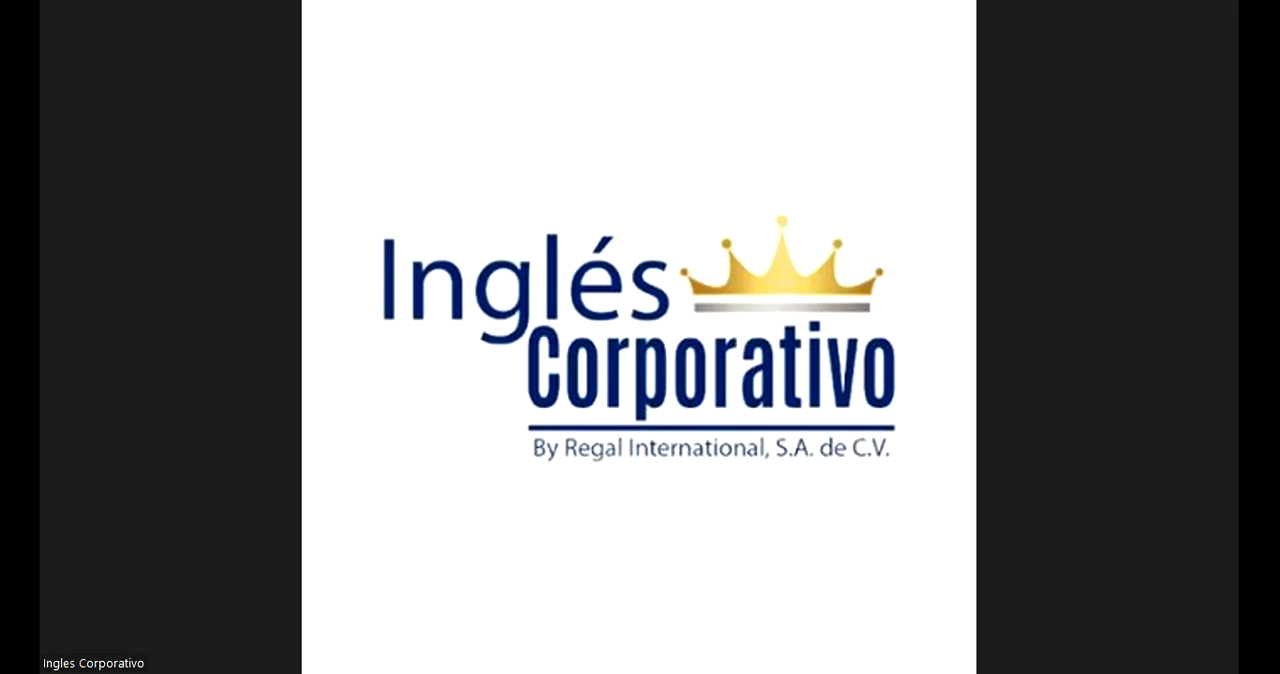 Inglés
Corporativo
By Regal International, S.A. de C.V.
Ingles Corporativo